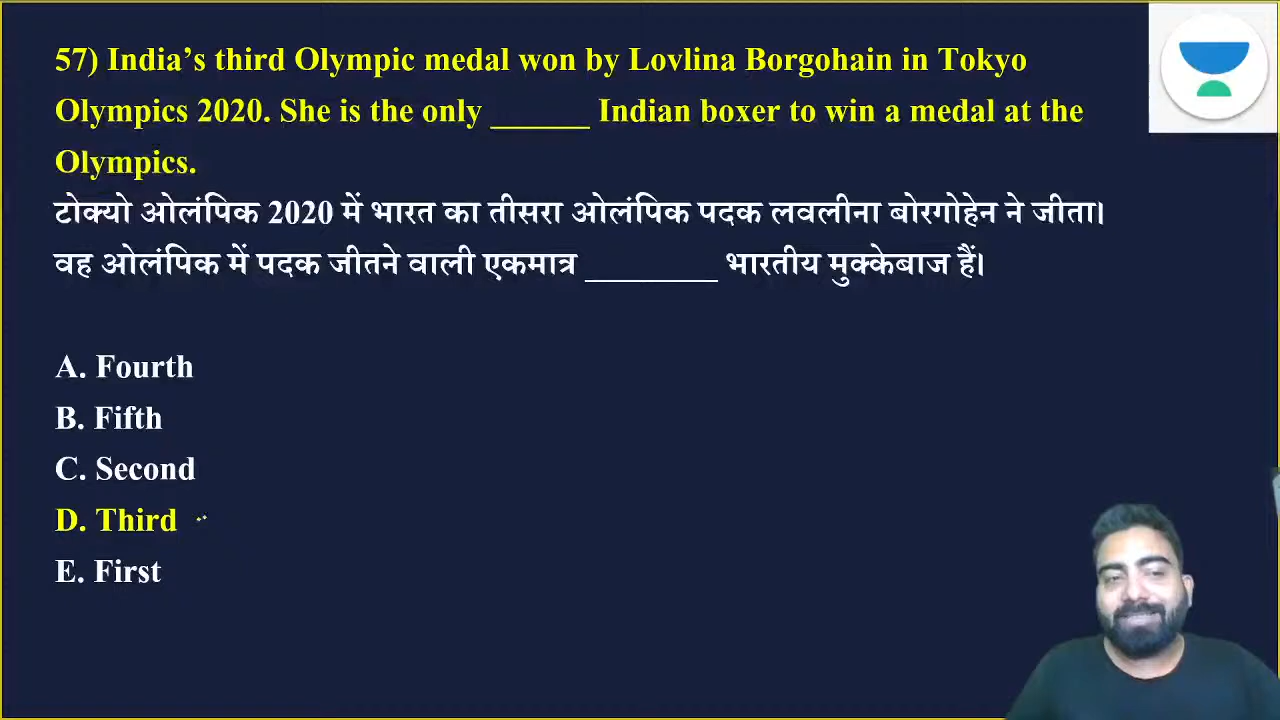 57) India’s third Olympic medal won by Lovlina Borgohain in Tokyo
Olympics 2020. She is the only ______ Indian boxer to win a medal at the
Olympics.
टोक्यो ओलंपिक 2020 में भारत का तीसरा ओलंपिक पदक लवलीना बोरगोहेन ने जीता।
वह ओलंपिक में पदक जीतने वाली एकमात्र ________ भारतीय मुक्केबाज हैं।
A. Fourth
B. Fifth
C. Second
D. Third
E. First